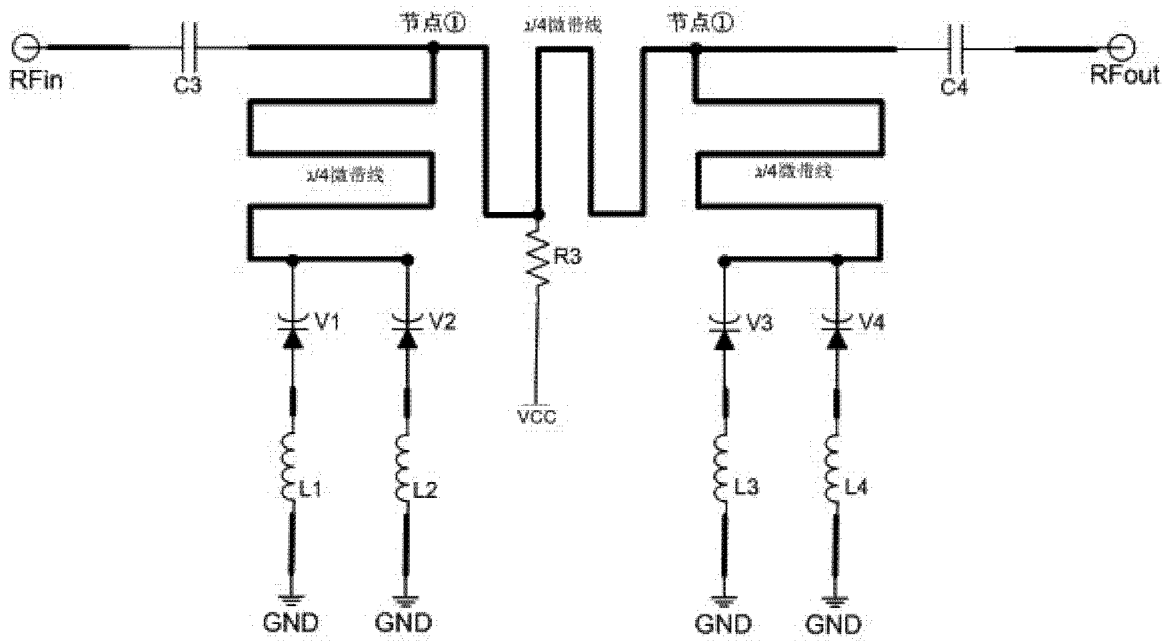 节点①
λ/4微带线
节点①
RFin
C3
C4
RFout
λ/4微带线
λ/4微带线
R3
V1
V2
V3
V4
VCC
L1
L2
L3
L4
GND
GND
GND
GND